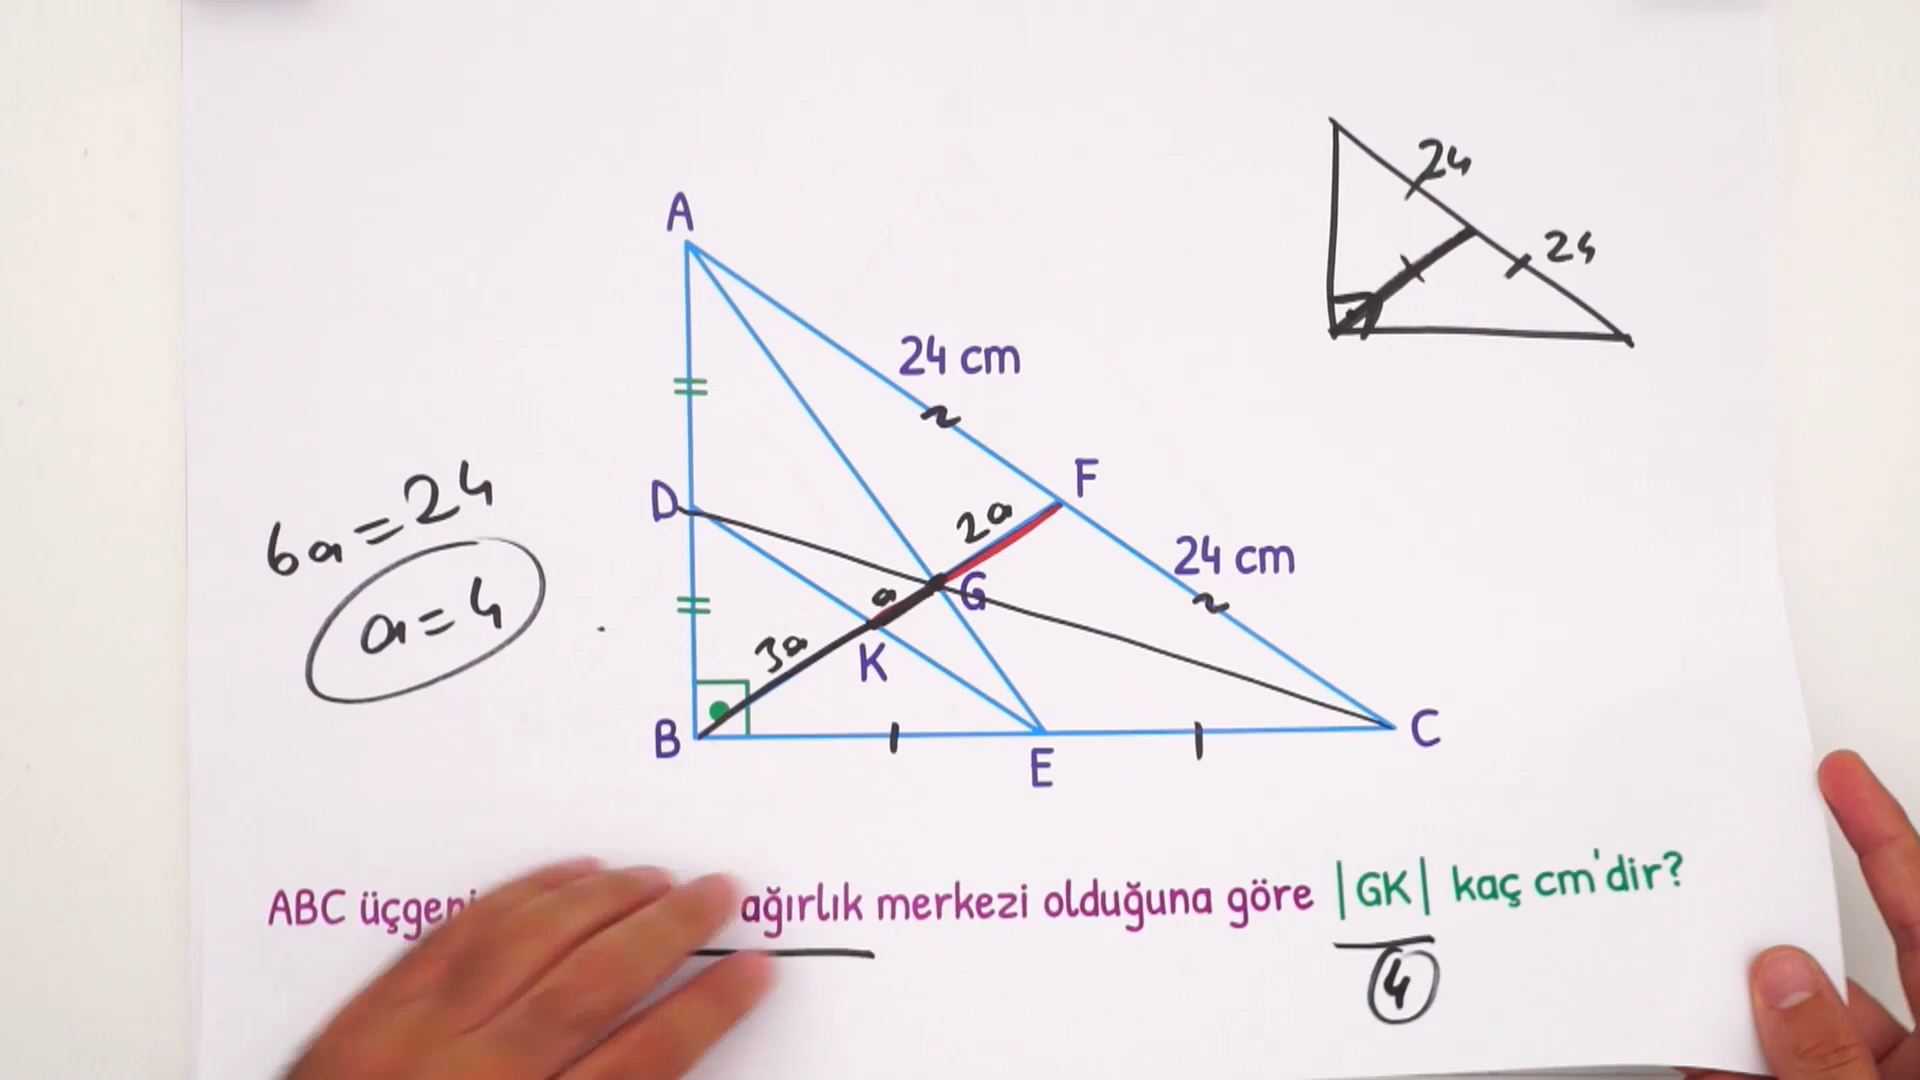 24
24
A
24 cm
F
6a=24
D
2a
24 cm
a=4
a
G
3a
K
B
C
E
ABC üçgeni ağırlık merkezi olduğuna göre |GK| kaç cm'dir?
4